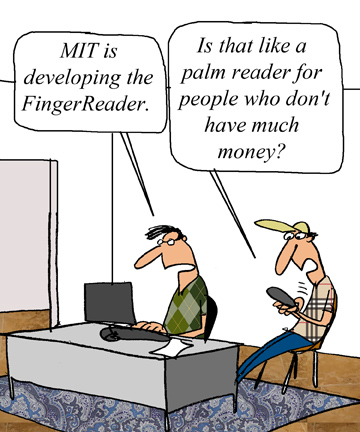 MIT is
developing the
FingerReader.
Is that like a
palm reader for
people who don't
have much
money?